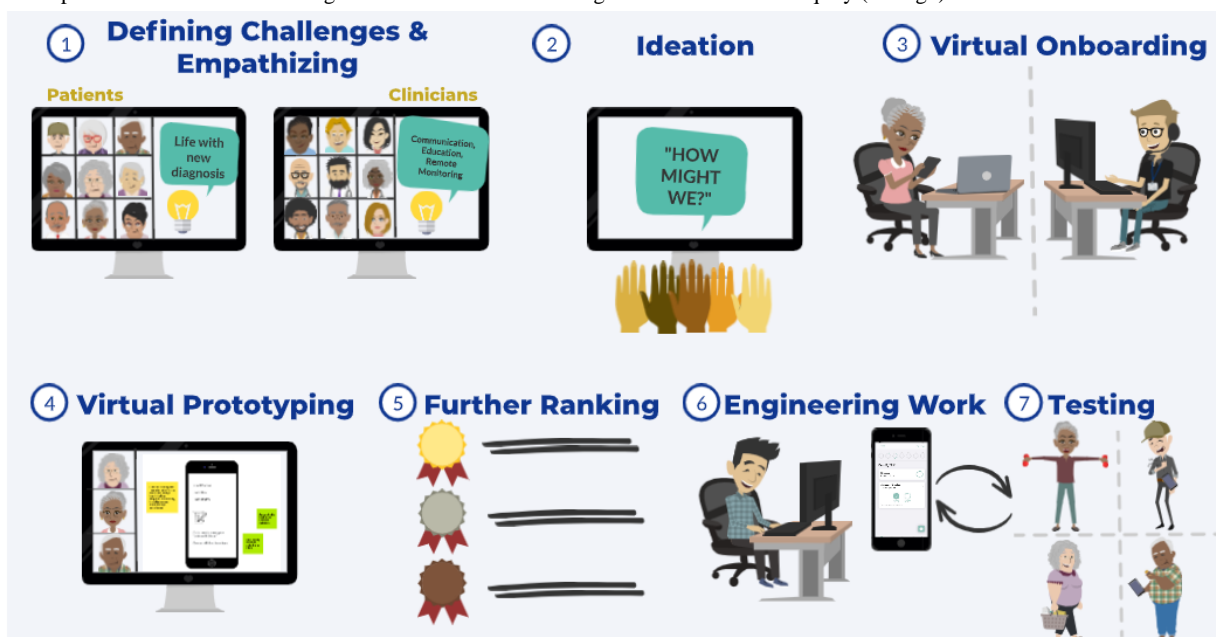 1
Defining Challenges &
Empathizing
Patients
Clinicians
Life with
new
diagnosis
Communication,
Education,
Remote
Monitoring
2
Ideation
"HOW
MIGHT
WE?"
3
Virtual Onboarding
4
Virtual Prototyping
5
Further Ranking
6
Engineering Work
7
Testing